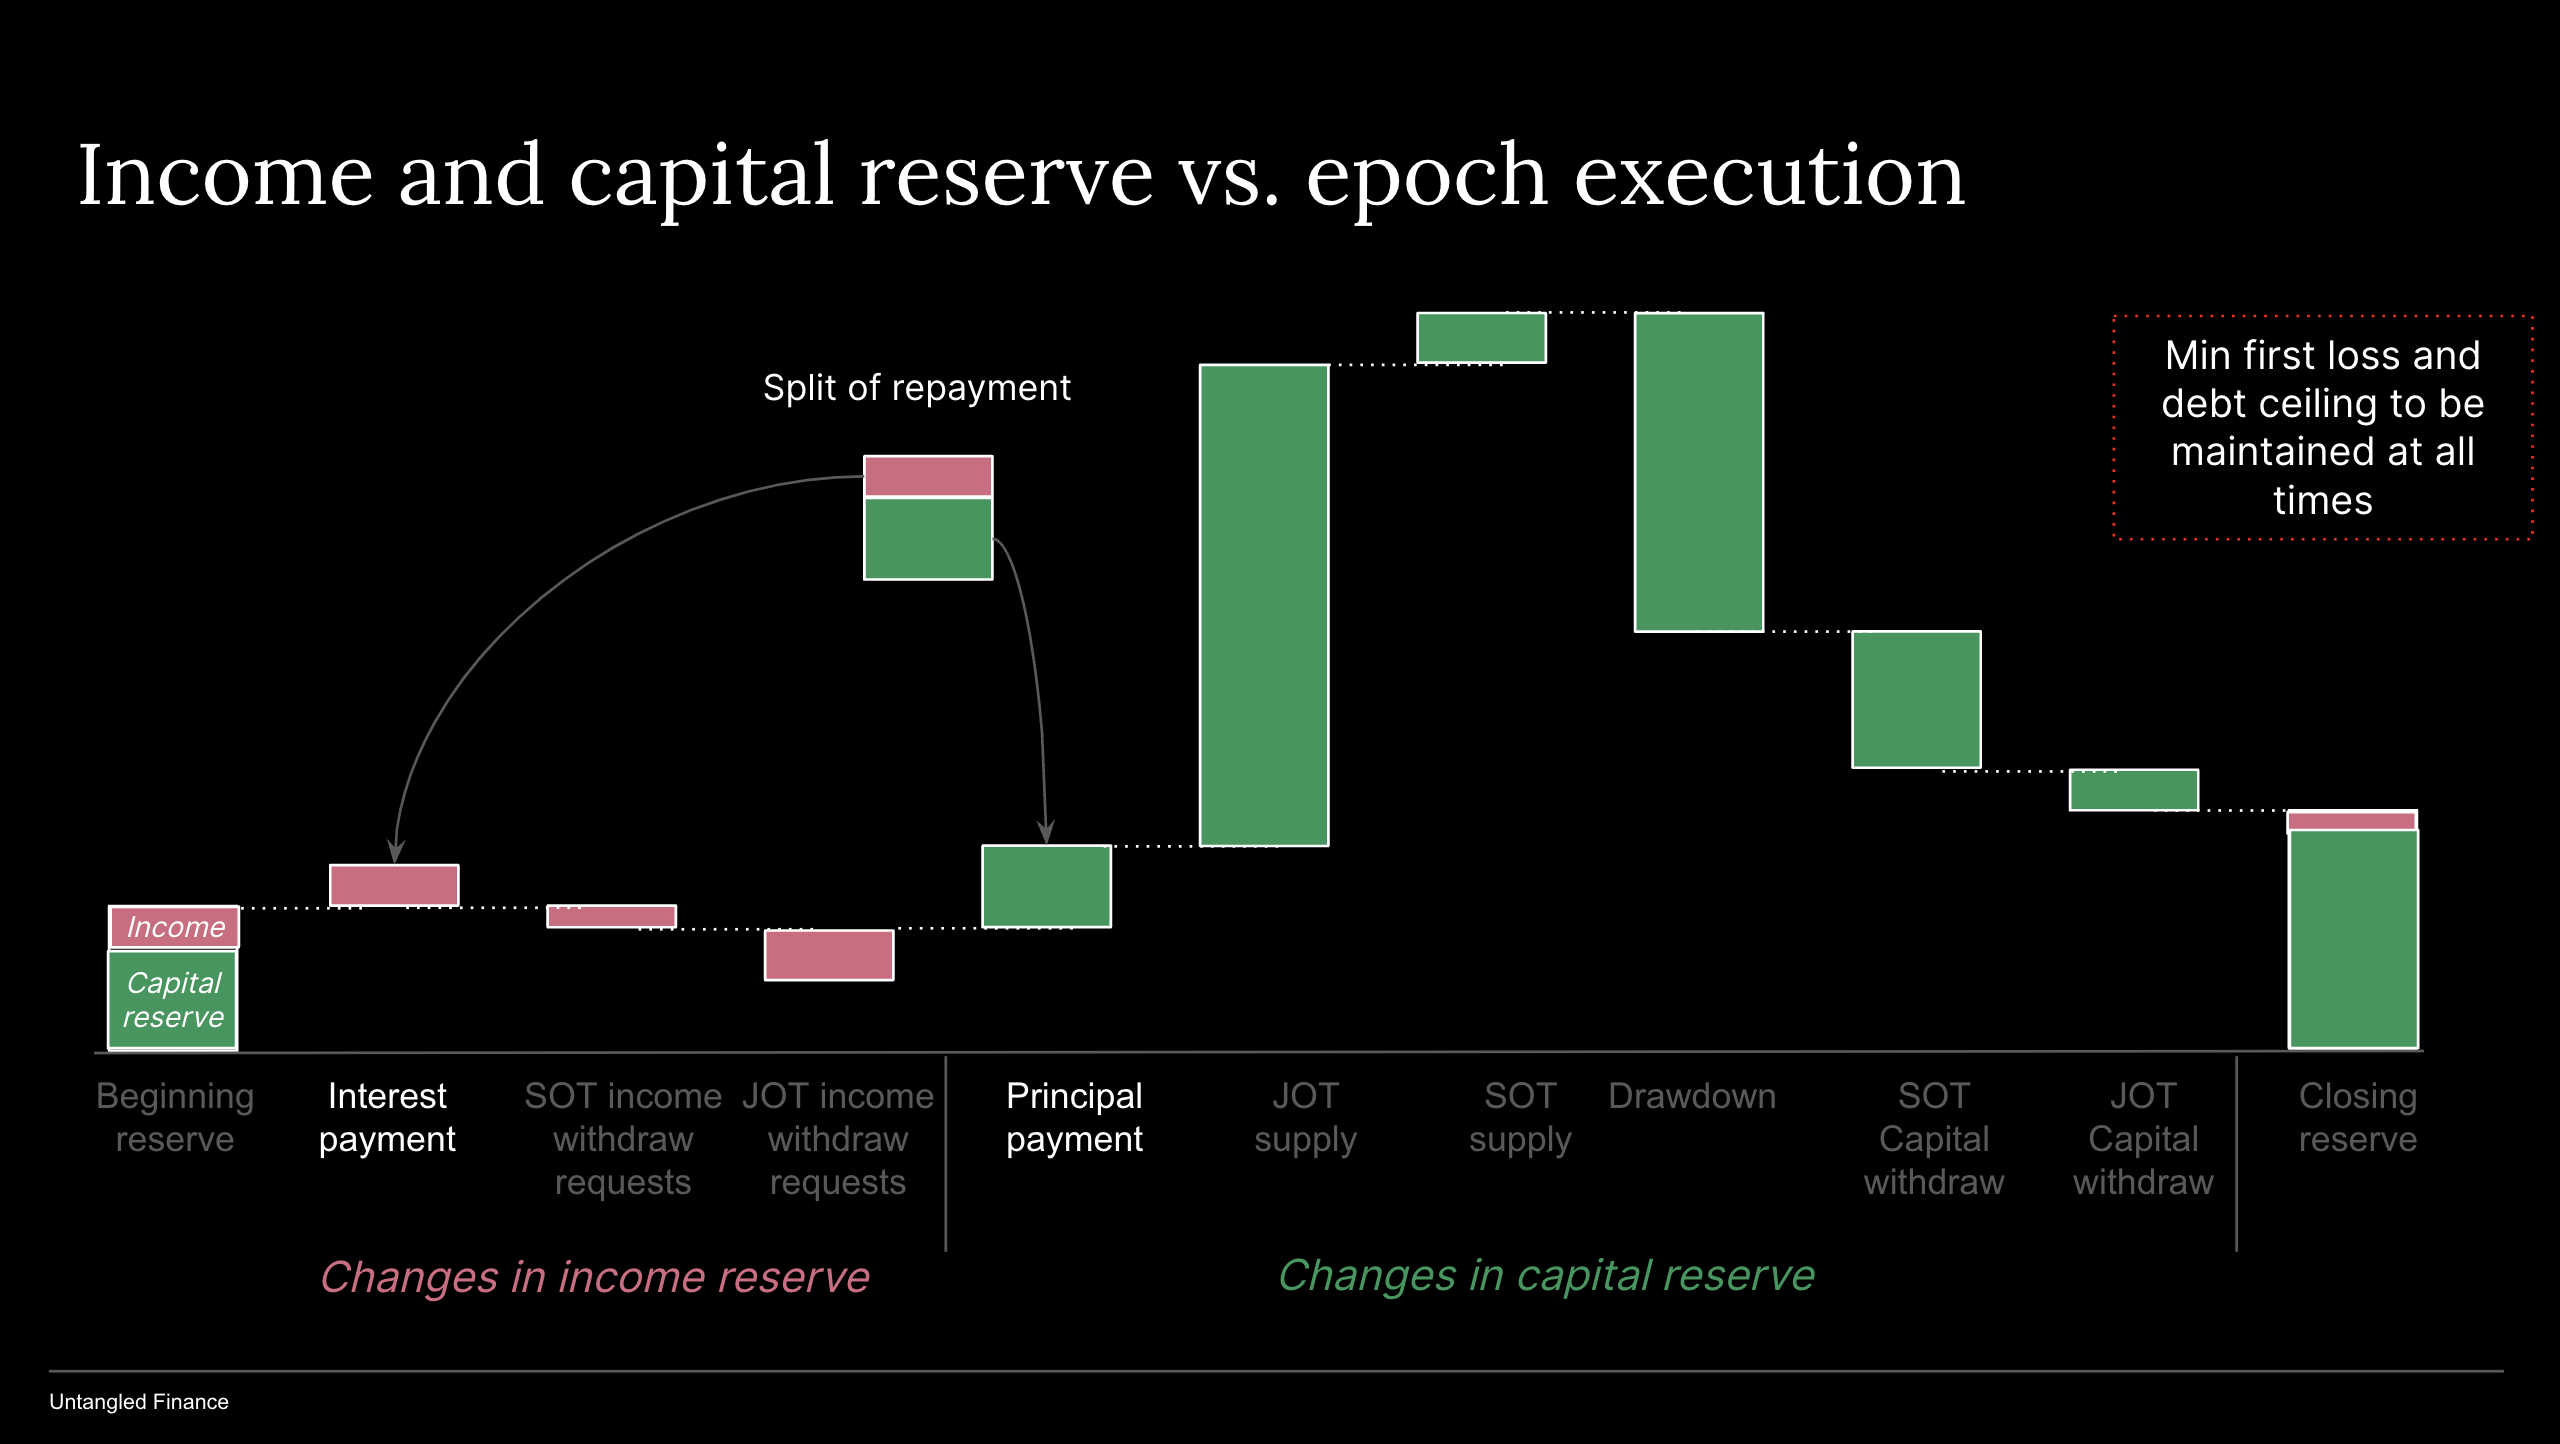 Income and capital reserve vs. epoch execution
Split of repayment
Min first loss and
debt ceiling to be
maintained at all
times
Income
Capital
reserve
Beginning
reserve
Interest
payment
SOT income
withdraw
requests
JOT income
withdraw
requests
Principal
payment
JOT
supply
SOT
supply
Drawdown
SOT
Capital
withdraw
JOT
Capital
withdraw
Closing
reserve
Changes in income reserve
Changes in capital reserve
Untangled Finance